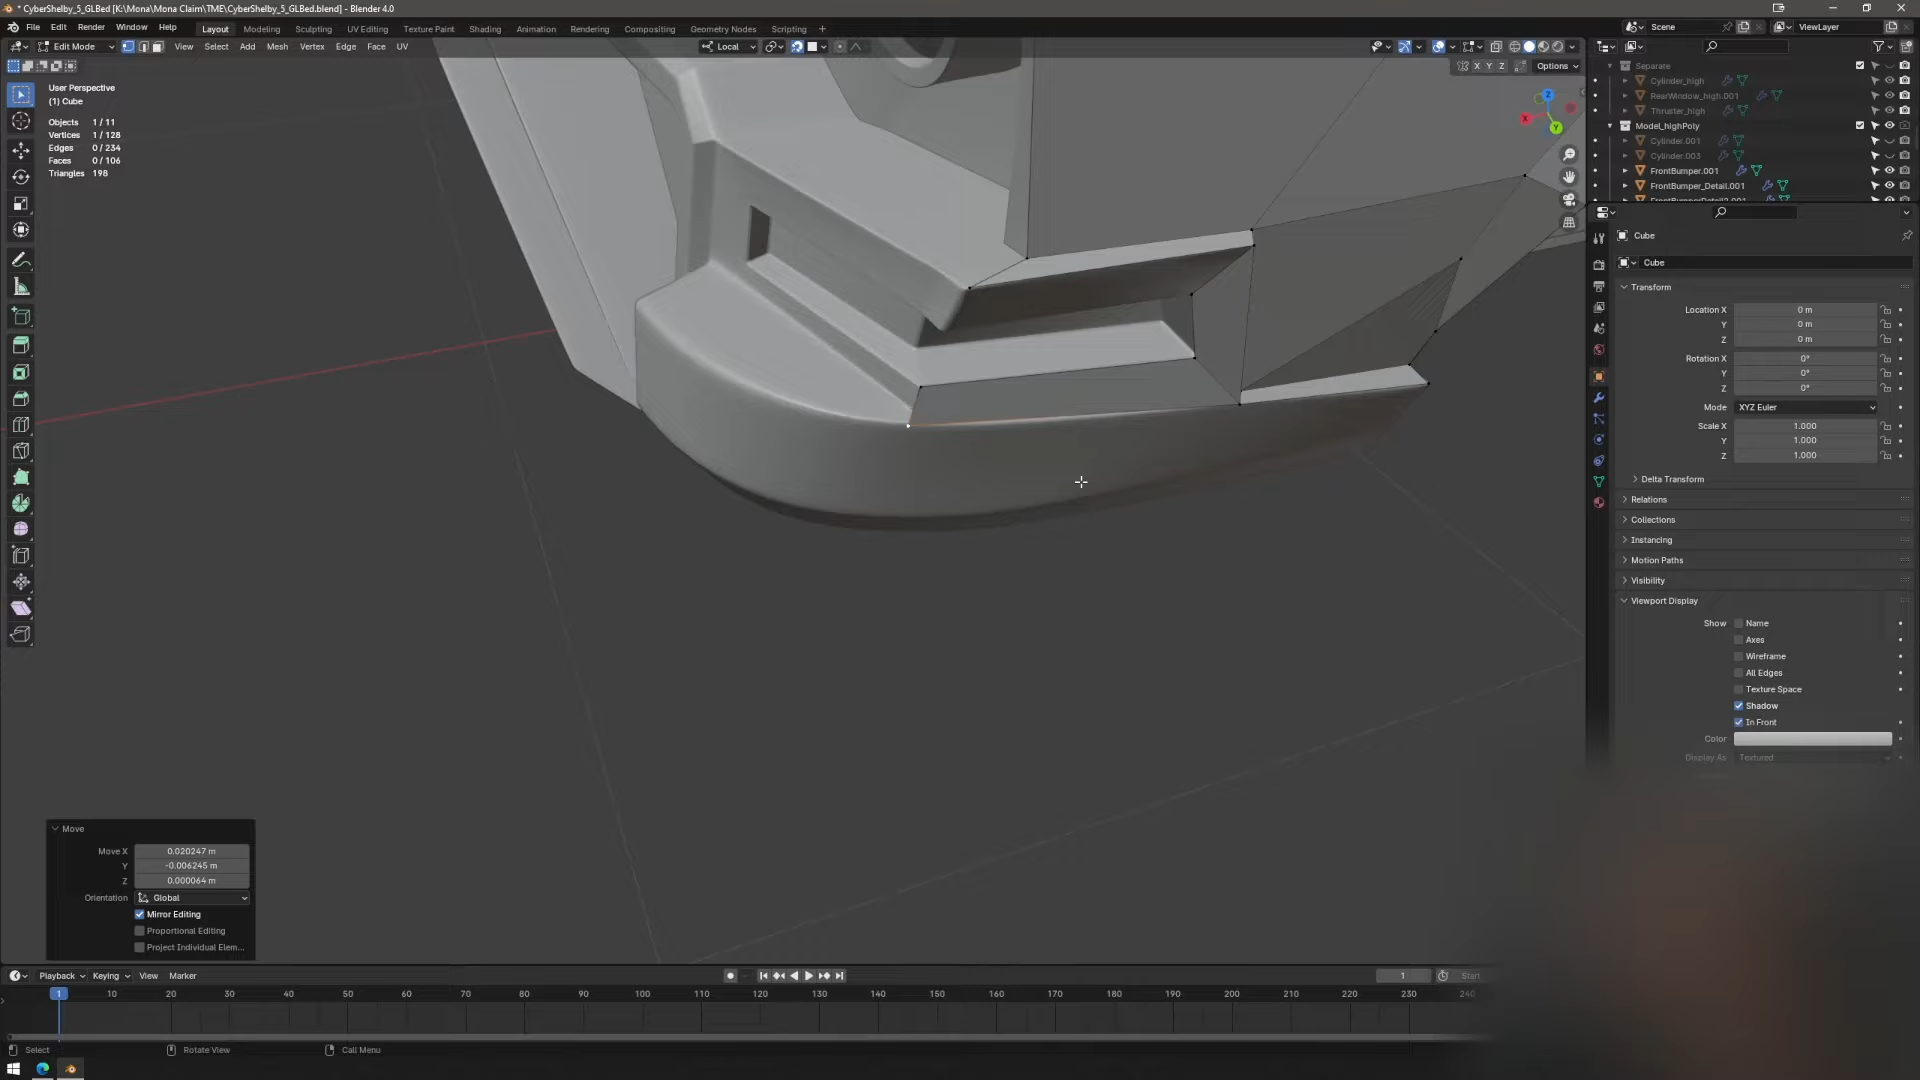 * CyberShelby_5_GLBed [K:\Mona\Mona Claim\TME\CyberShelby_5_GLBed.blend] - Blender 4.0
File Edit Render Window Help Layout Modeling Sculpting UV Editing Texture Paint Shading Animation Rendering Compositing Geometry Nodes Scripting + Scene ViewLayer
Edit Mode View Select Add Mesh Vertex Edge Face UV Local
X Y Z Options
User Perspective
(1) Cube
Objects 1 / 11
Vertices 1 / 128
Edges 0 / 234
Faces 0 / 106
Triangles 198
Z
X
Y
Separate
Cylinder_high
RearWindow_high.001
Thruster_high
Model_highPoly
Cylinder.001
Cylinder.003
FrontBumper.001
FrontBumper_Detail.001
FrontBumperDetail2.001
Cube
Cube
Transform
Location X 0 m
Y 0 m
Z 0 m
Rotation X 0°
Y 0°
Z 0°
Mode XYZ Euler
Scale X 1.000
Y 1.000
Z 1.000
Delta Transform
Relations
Collections
Instancing
Motion Paths
Visibility
Viewport Display
Show Name
Axes
Wireframe
All Edges
Texture Space
Shadow
In Front
Color
Display As Textured
Move
Move X 0.020247 m
Y -0.006245 m
Z 0.000064 m
Orientation Global
Mirror Editing
Proportional Editing
Project Individual Elem...
Playback Keying View Marker 1 Start
1 10 20 30 40 50 60 70 80 90 100 110 120 130 140 150 160 170 180 190 200 210 220 230 240
Select Rotate View Call Menu